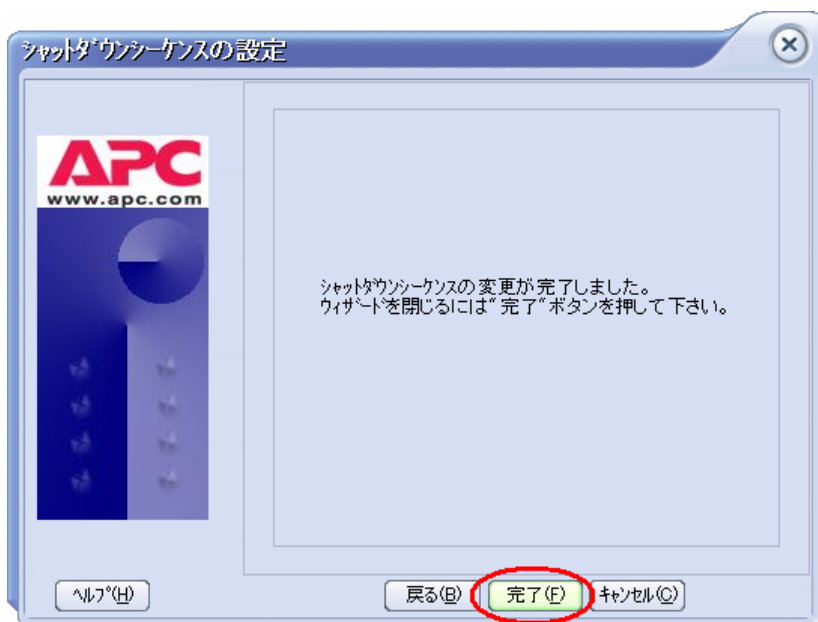 シャットダウンシーケンスの設定
APC
www.apc.com
シャットダウンシーケンスの変更が完了しました。
ウィザードを閉じるには"完了"ボタンを押して下さい。
ヘルプ(H)
戻る(B)
完了(F)
キャンセル(C)